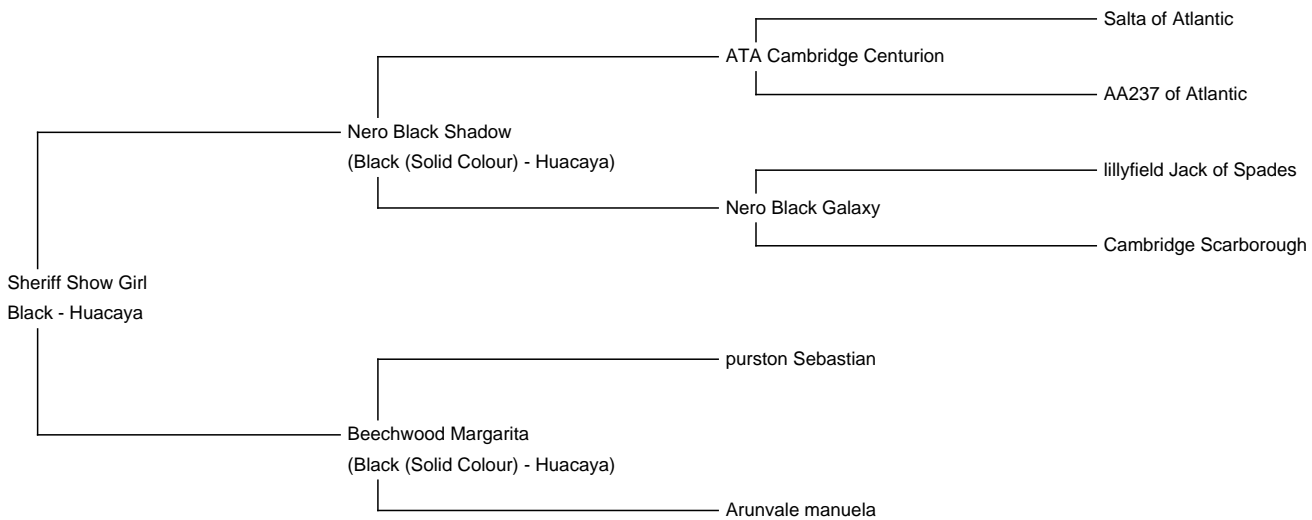 Salta of Atlantic
ATA Cambridge Centurion
AA237 of Atlantic
Nero Black Shadow
(Black (Solid Colour) - Huacaya)
lillyfield Jack of Spades
Nero Black Galaxy
Cambridge Scarborough
Sheriff Show Girl
Black - Huacaya
purston Sebastian
Beechwood Margarita
(Black (Solid Colour) - Huacaya)
Arunvale manuela